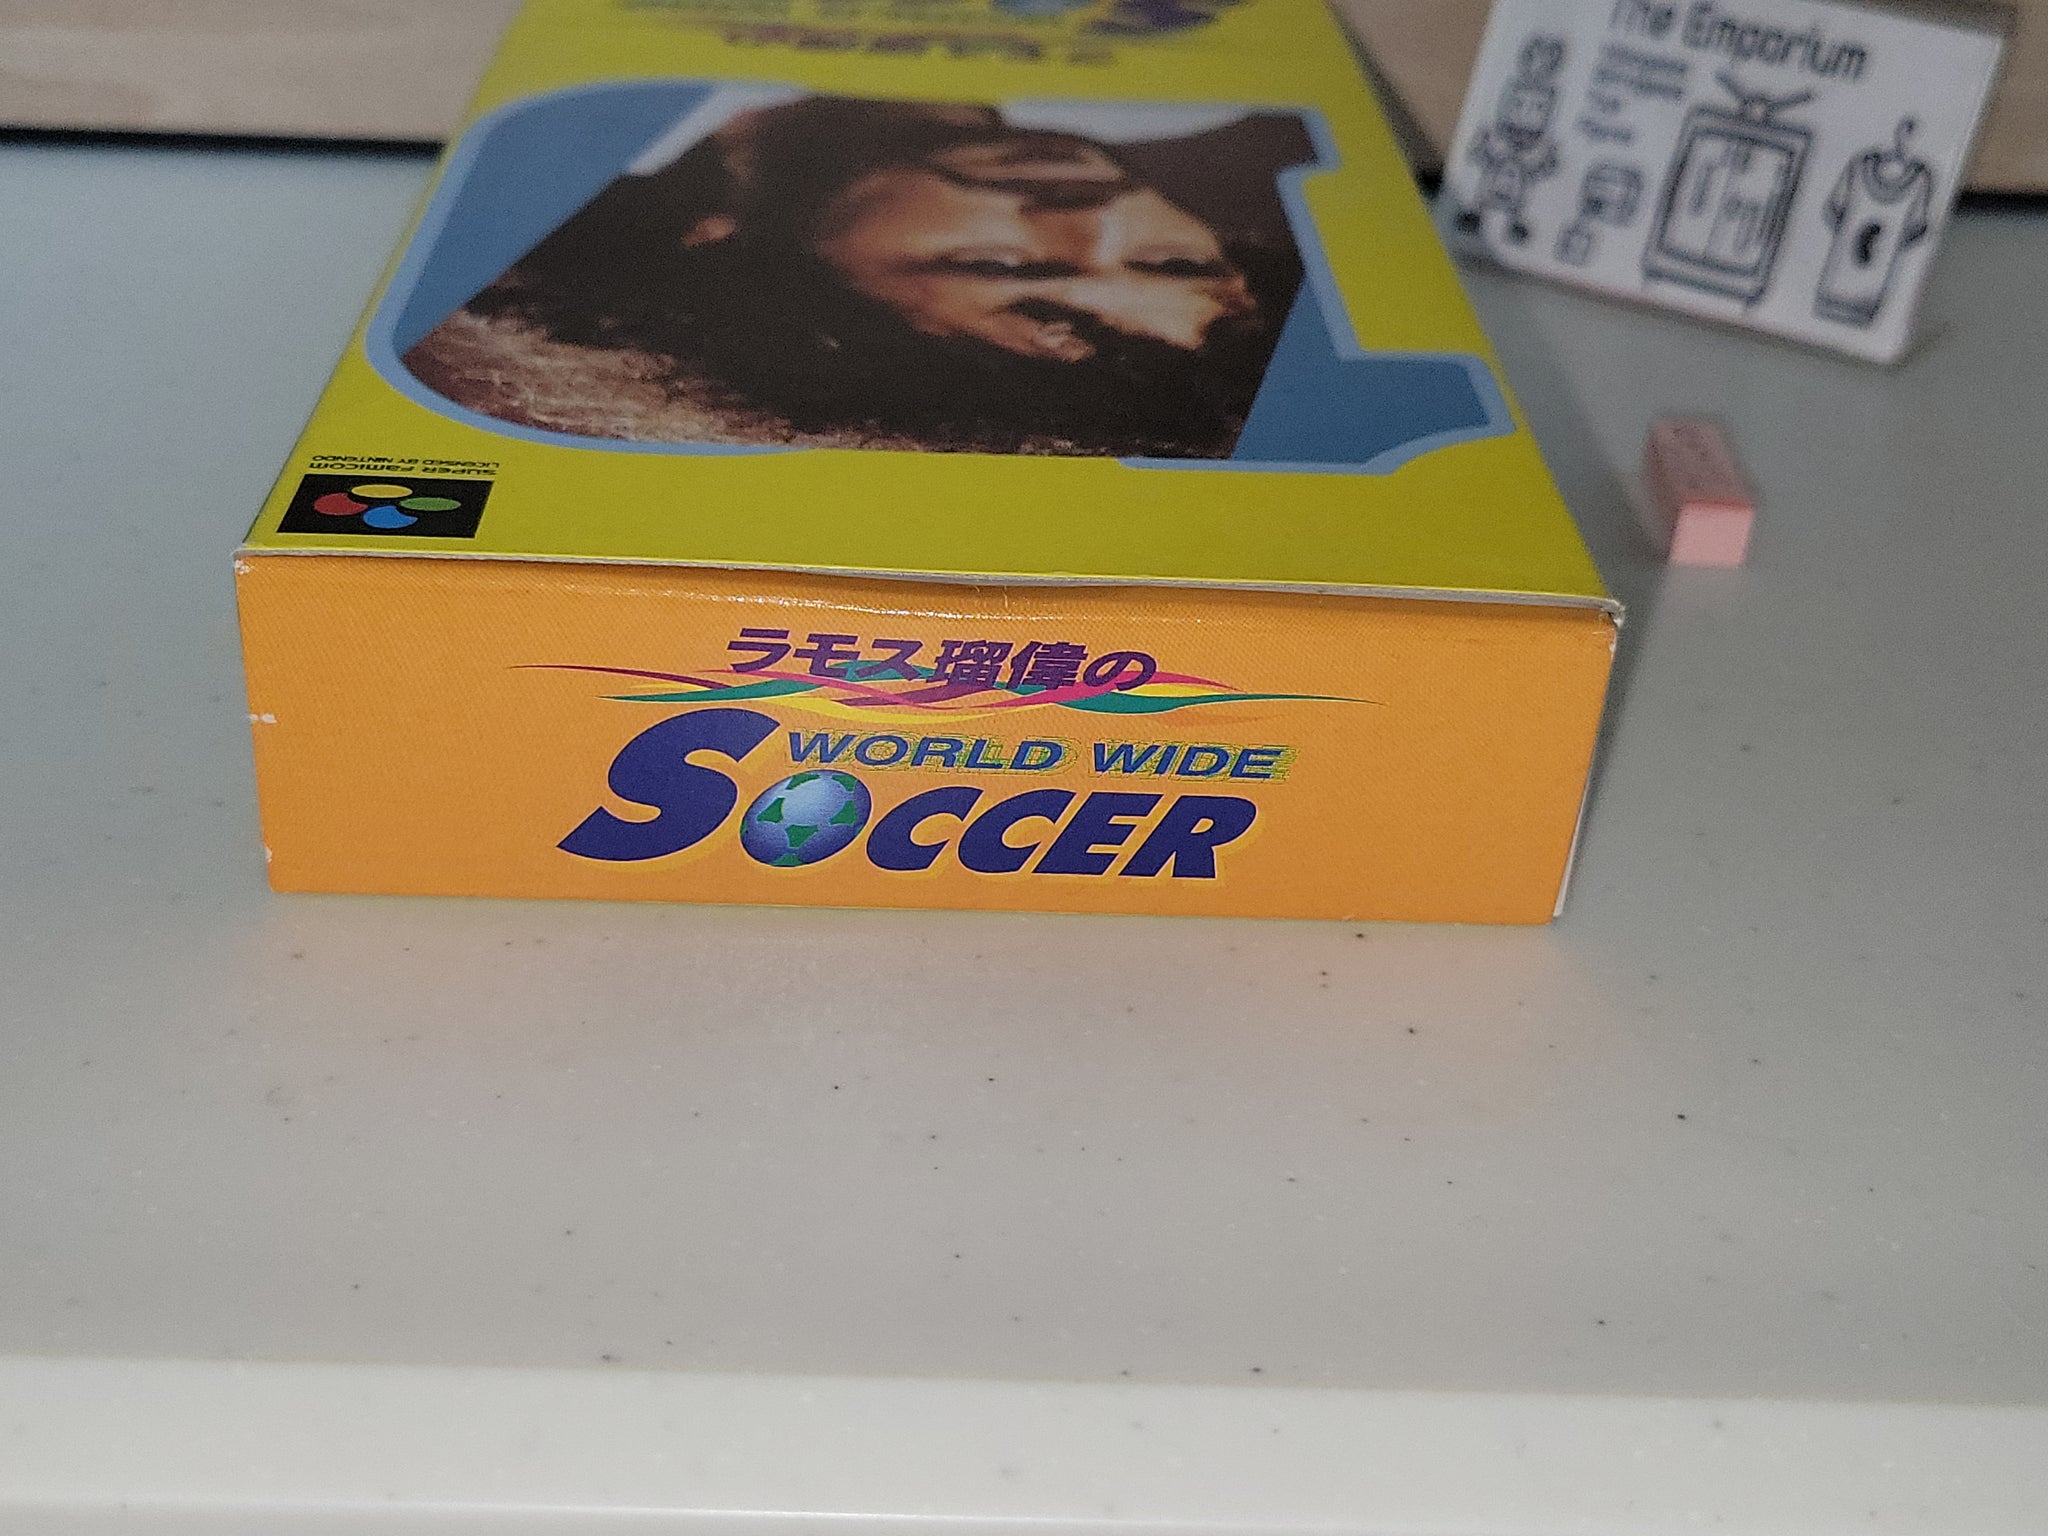 The Emporium
SUPER FAMICOM
LICENSED BY NINTENDO
ラモス瑠偉の
WORLD WIDE
SOCCER